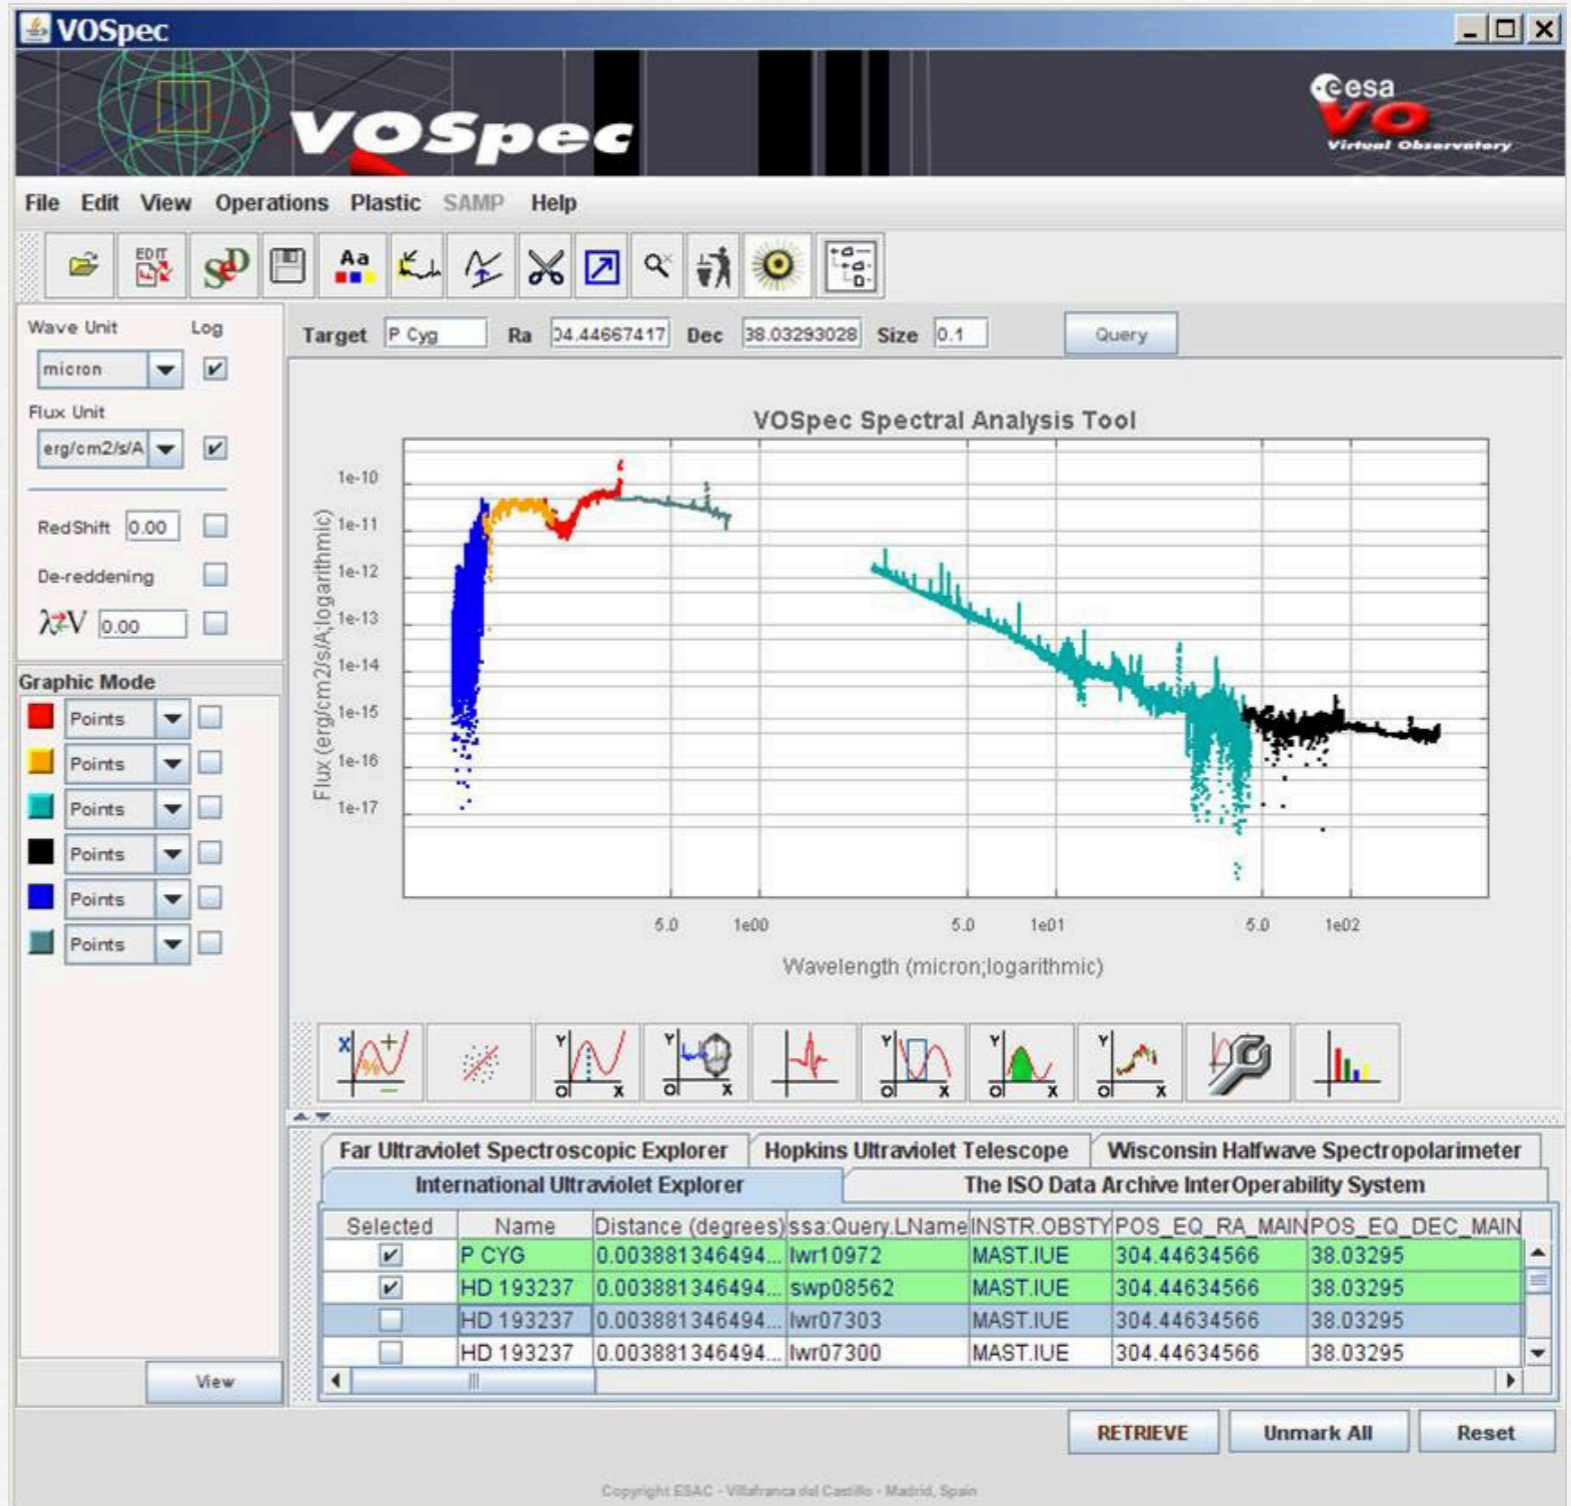 VOSpec
VOSpec
esa
VO
Virtual Observatory
File Edit View Operations Plastic SAMP Help
EDIT
SED
Aa
Wave Unit Log
micron
Flux Unit
erg/cm2/s/A
RedShift 0.00
De-reddening
λ⇄V 0.00
Target P Cyg Ra 04.44667417 Dec 38.03293028 Size 0.1 Query
VOSpec Spectral Analysis Tool
Flux (erg/cm2/s/A;logarithmic)
1e-10
1e-11
1e-12
1e-13
1e-14
1e-15
1e-16
1e-17
5.0 1e00 5.0 1e01 5.0 1e02
Wavelength (micron;logarithmic)
Graphic Mode
Points
Points
Points
Points
Points
Points
View
X % + −
Y O X
Y O X
Y O X
Y O X
Y O X
Far Ultraviolet Spectroscopic Explorer Hopkins Ultraviolet Telescope Wisconsin Halfwave Spectropolarimeter
International Ultraviolet Explorer The ISO Data Archive InterOperability System
Selected Name Distance (degrees) ssa:Query.LName INSTR.OBSTY POS_EQ_RA_MAIN POS_EQ_DEC_MAIN
P CYG 0.003881346494... lwr10972 MAST.IUE 304.44634566 38.03295
HD 193237 0.003881346494... swp08562 MAST.IUE 304.44634566 38.03295
HD 193237 0.003881346494... lwr07303 MAST.IUE 304.44634566 38.03295
HD 193237 0.003881346494... lwr07300 MAST.IUE 304.44634566 38.03295
RETRIEVE Unmark All Reset
Copyright ESAC - Villafranca del Castillo - Madrid, Spain